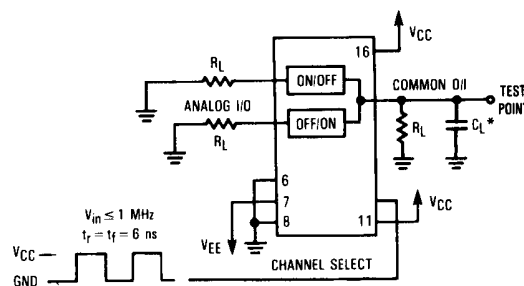 VCC
16
RL
ON/OFF
COMMON O/I
TEST
POINT
ANALOG I/O
OFF/ON
RL
RL
CL*
6
7
8
11
VCC
VEE
Vin ≤ 1 MHz
tr = tf = 6 ns
VCC
GND
CHANNEL SELECT